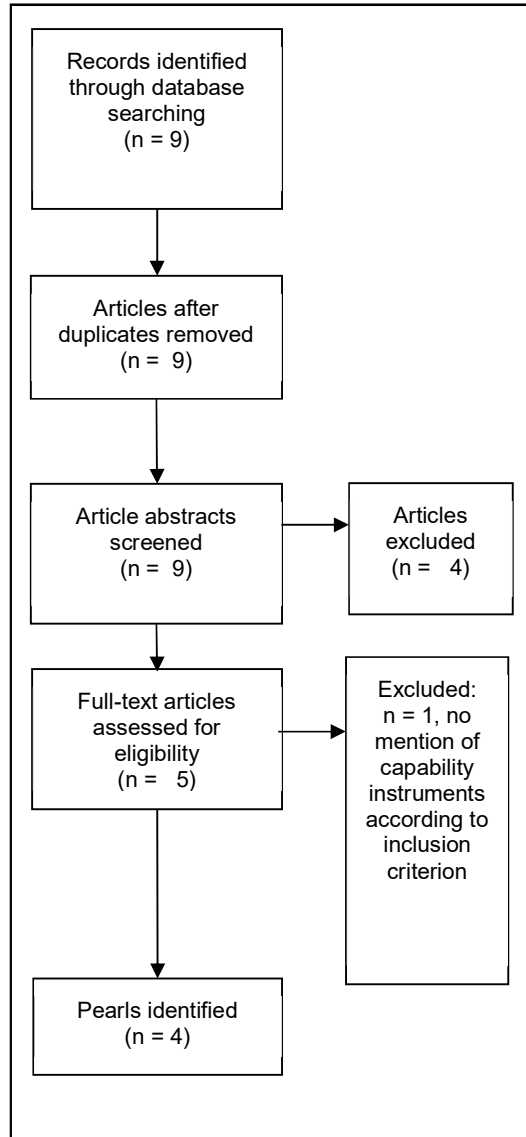 Records identified
through database
searching
(n = 9)
Articles after
duplicates removed
(n = 9)
Article abstracts
screened
(n = 9)
Articles
excluded
(n = 4)
Full-text articles
assessed for
eligibility
(n = 5)
Excluded:
n = 1, no
mention of
capability
instruments
according to
inclusion
criterion
Pearls identified
(n = 4)